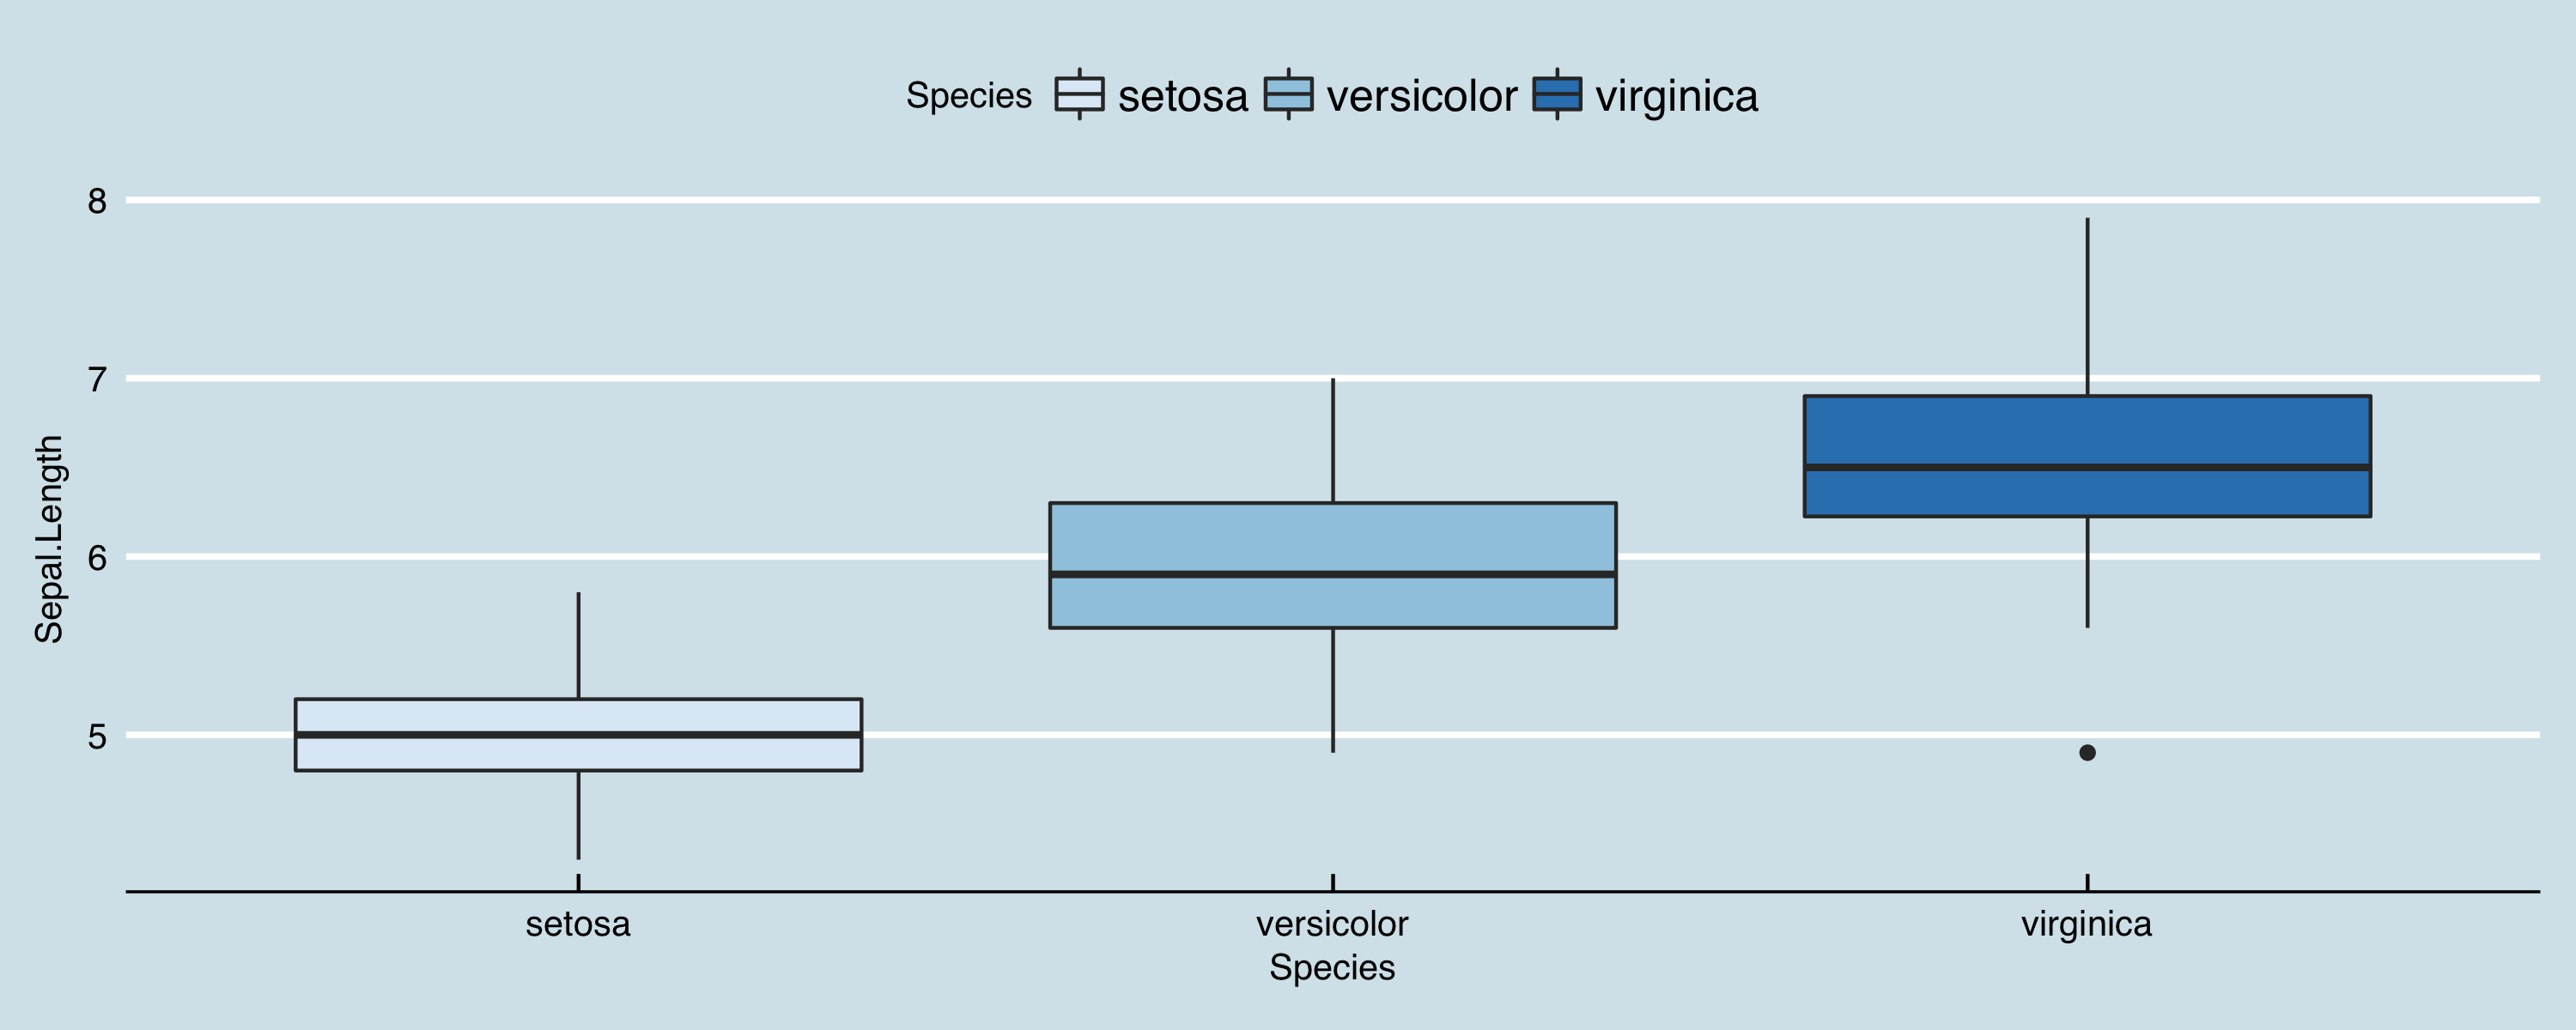 Species setosa versicolor virginica
8
7
6
5
Sepal.Length
setosa versicolor virginica
Species